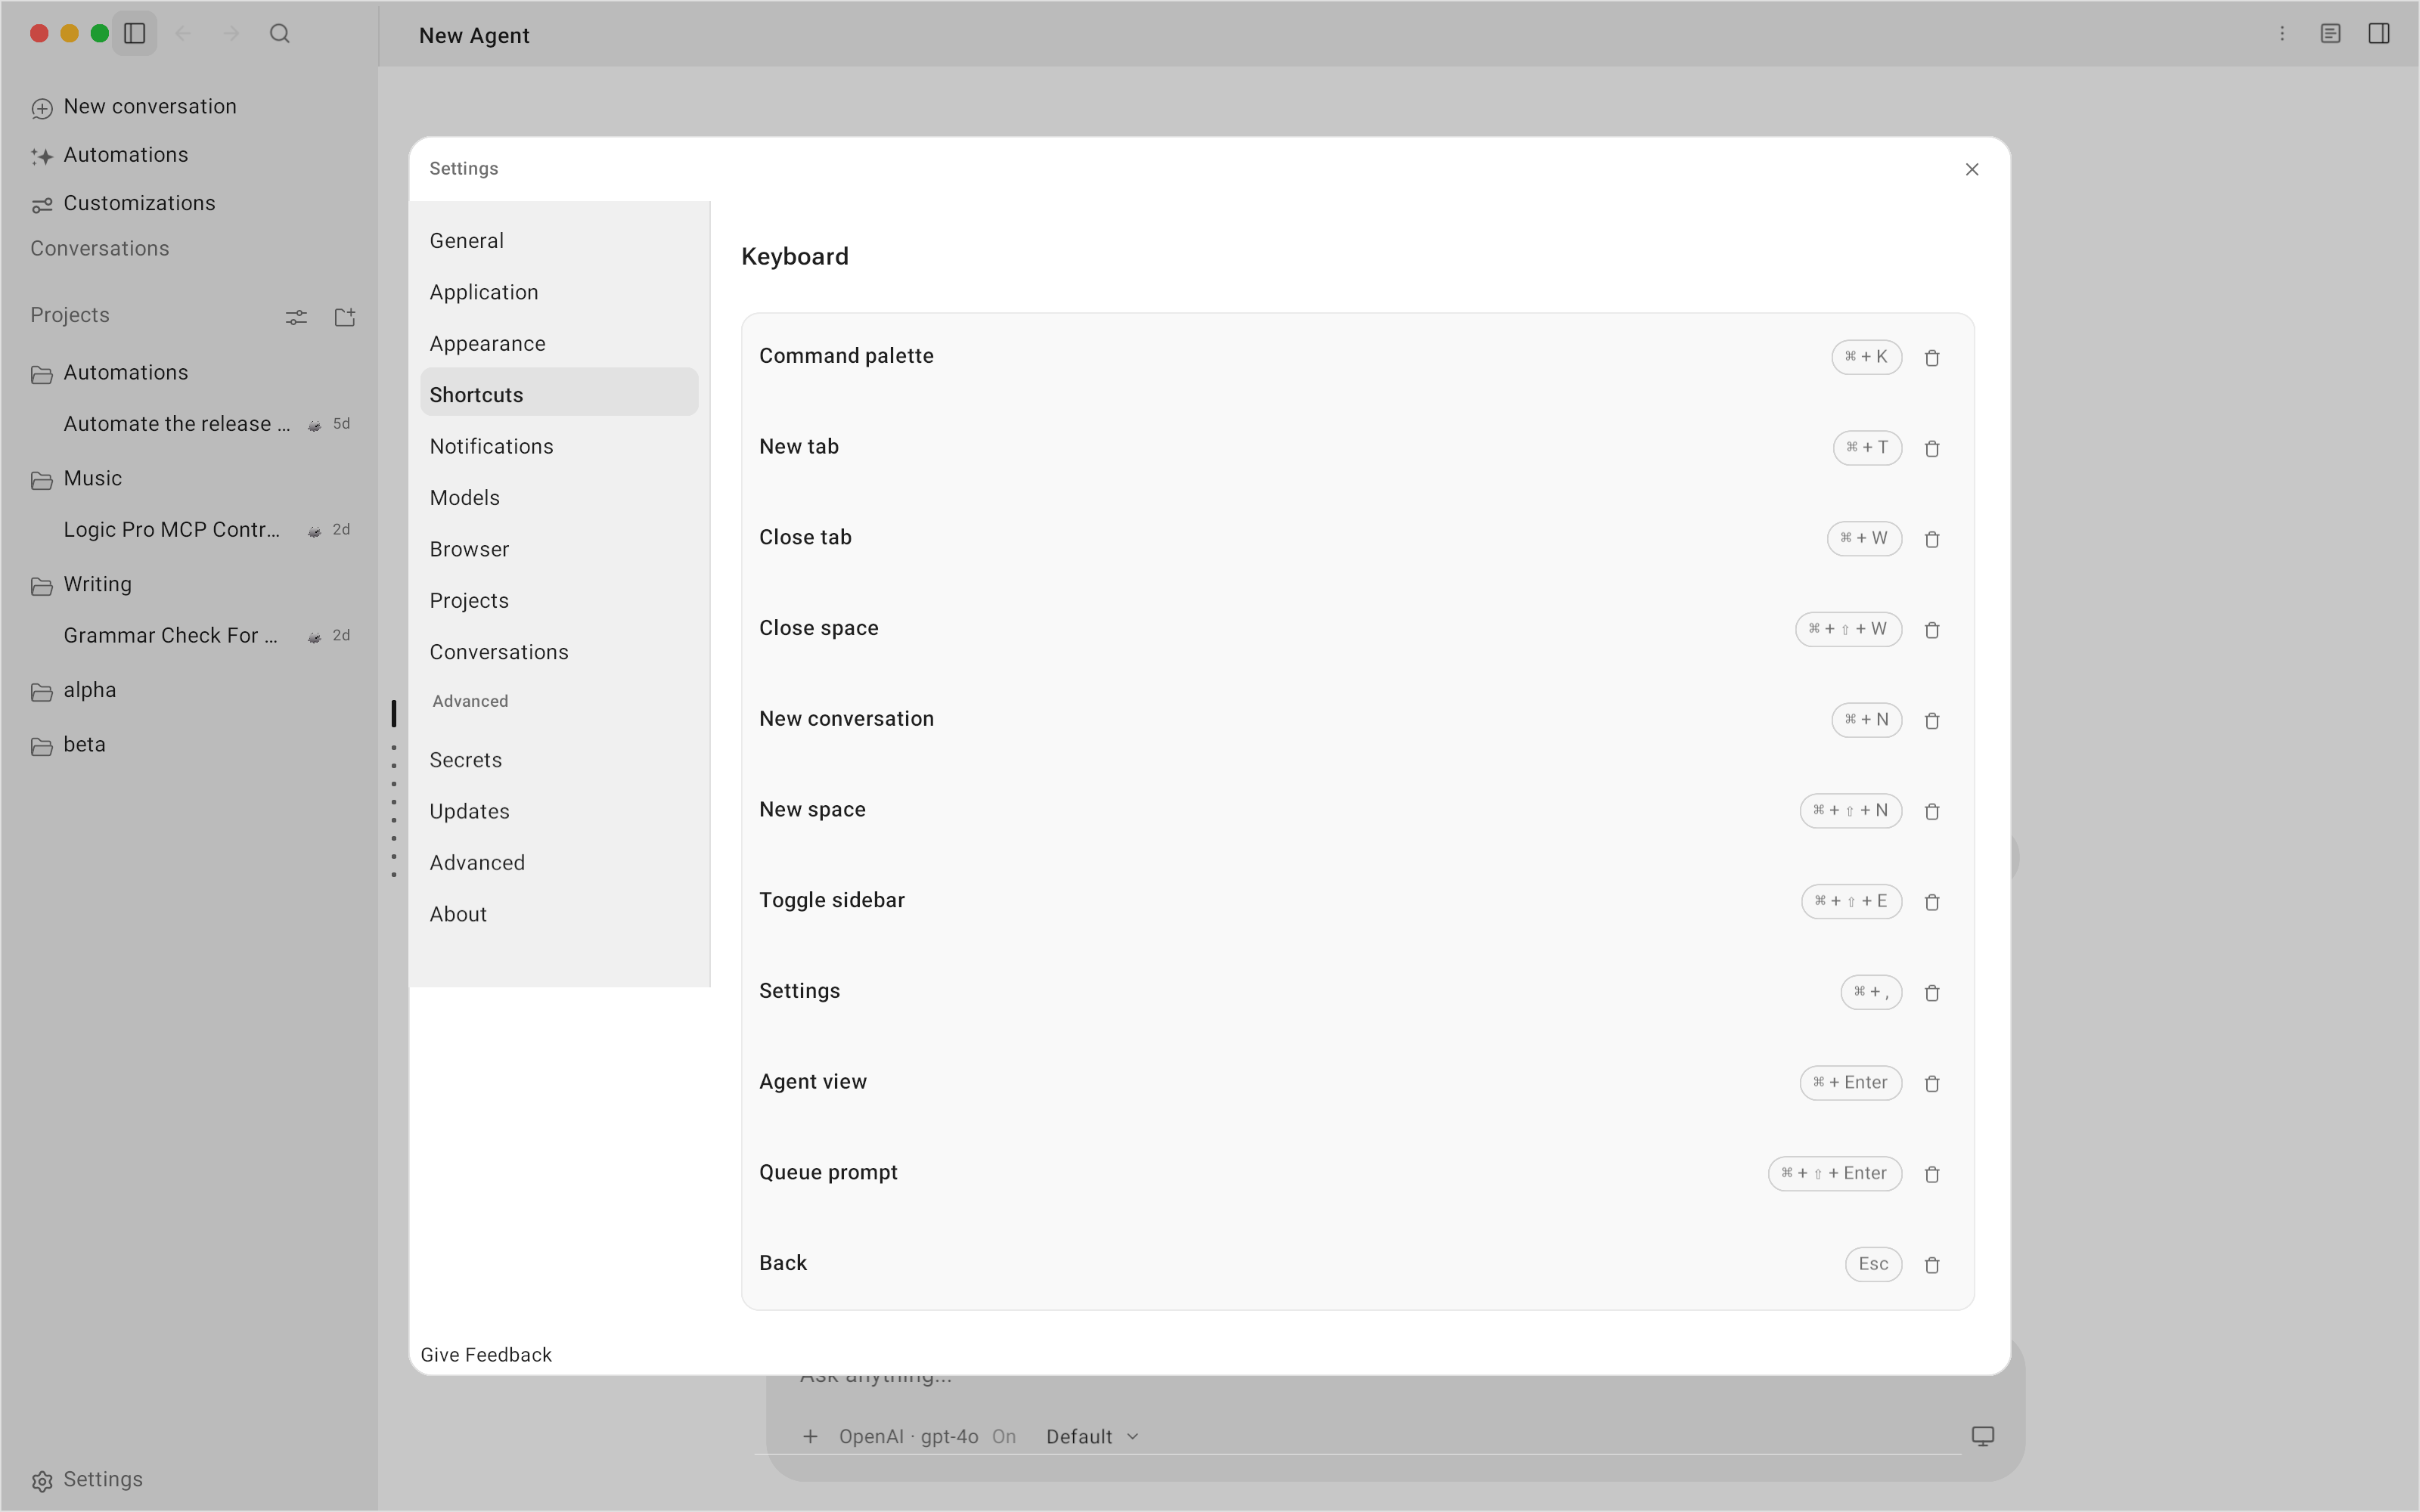 New Agent
New conversation
Automations
Customizations
Conversations
Projects
Automations
Automate the release ... 5d
Music
Logic Pro MCP Contr... 2d
Writing
Grammar Check For ... 2d
alpha
beta
Settings
Settings
General
Application
Appearance
Shortcuts
Notifications
Models
Browser
Projects
Conversations
Advanced
Secrets
Updates
Advanced
About
Give Feedback
Keyboard
Command palette ⌘ + K
New tab ⌘ + T
Close tab ⌘ + W
Close space ⌘ + ⇧ + W
New conversation ⌘ + N
New space ⌘ + ⇧ + N
Toggle sidebar ⌘ + ⇧ + E
Settings ⌘ + ,
Agent view ⌘ + Enter
Queue prompt ⌘ + ⇧ + Enter
Back Esc
Ask anything...
OpenAI · gpt-4o On Default